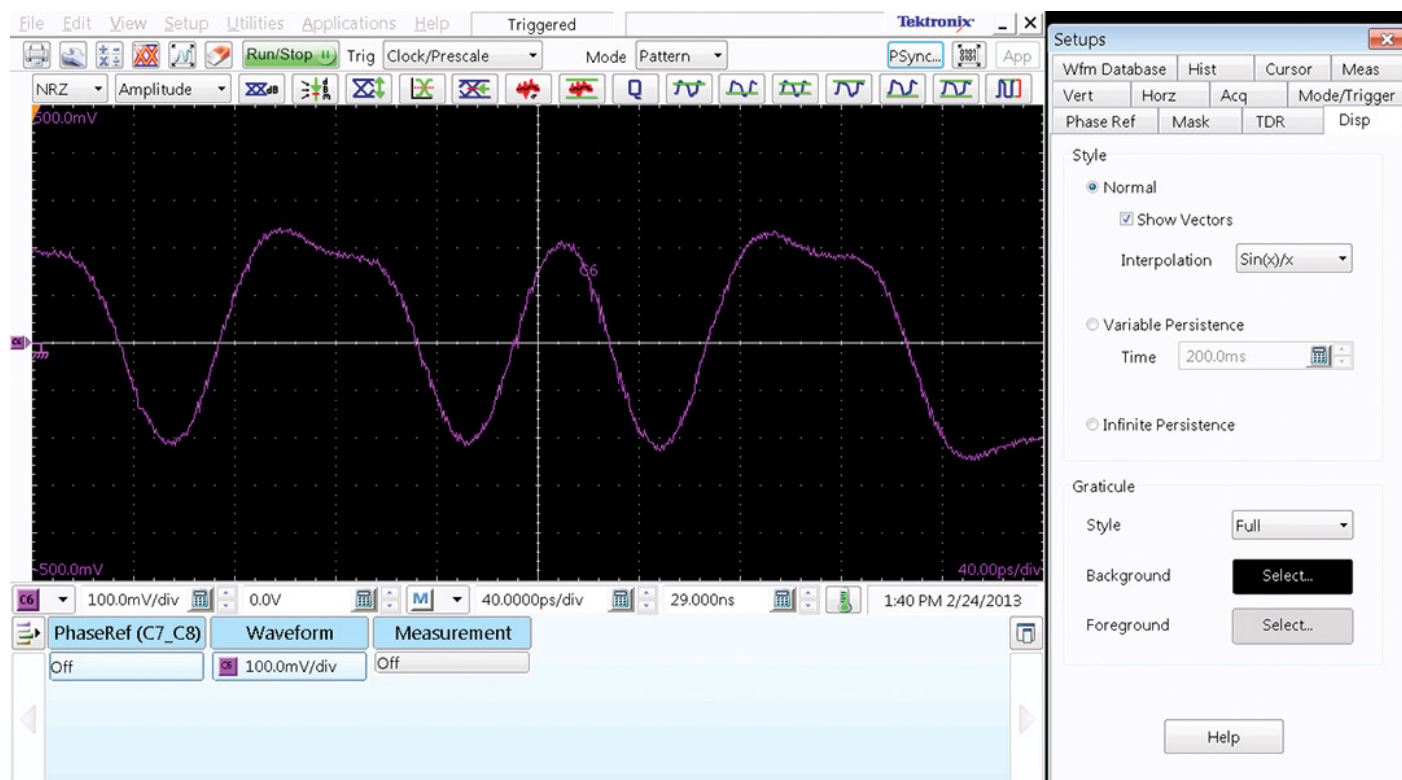 File Edit View Setup Utilities Applications Help Triggered Tektronix
Run/Stop Trig Clock/Prescale Mode Pattern PSync... App
NRZ Amplitude dB Q
500.0mV
C6
C6
-500.0mV 40.00ps/div
C6 100.0mV/div 0.0V M 40.0000ps/div 29.000ns 1:40 PM 2/24/2013
PhaseRef (C7_C8) Waveform Measurement
Off C6 100.0mV/div Off
Setups
Wfm Database Hist Cursor Meas
Vert Horz Acq Mode/Trigger
Phase Ref Mask TDR Disp
Style
Normal
Show Vectors
Interpolation Sin(x)/x
Variable Persistence
Time 200.0ms
Infinite Persistence
Graticule
Style Full
Background Select...
Foreground Select...
Help